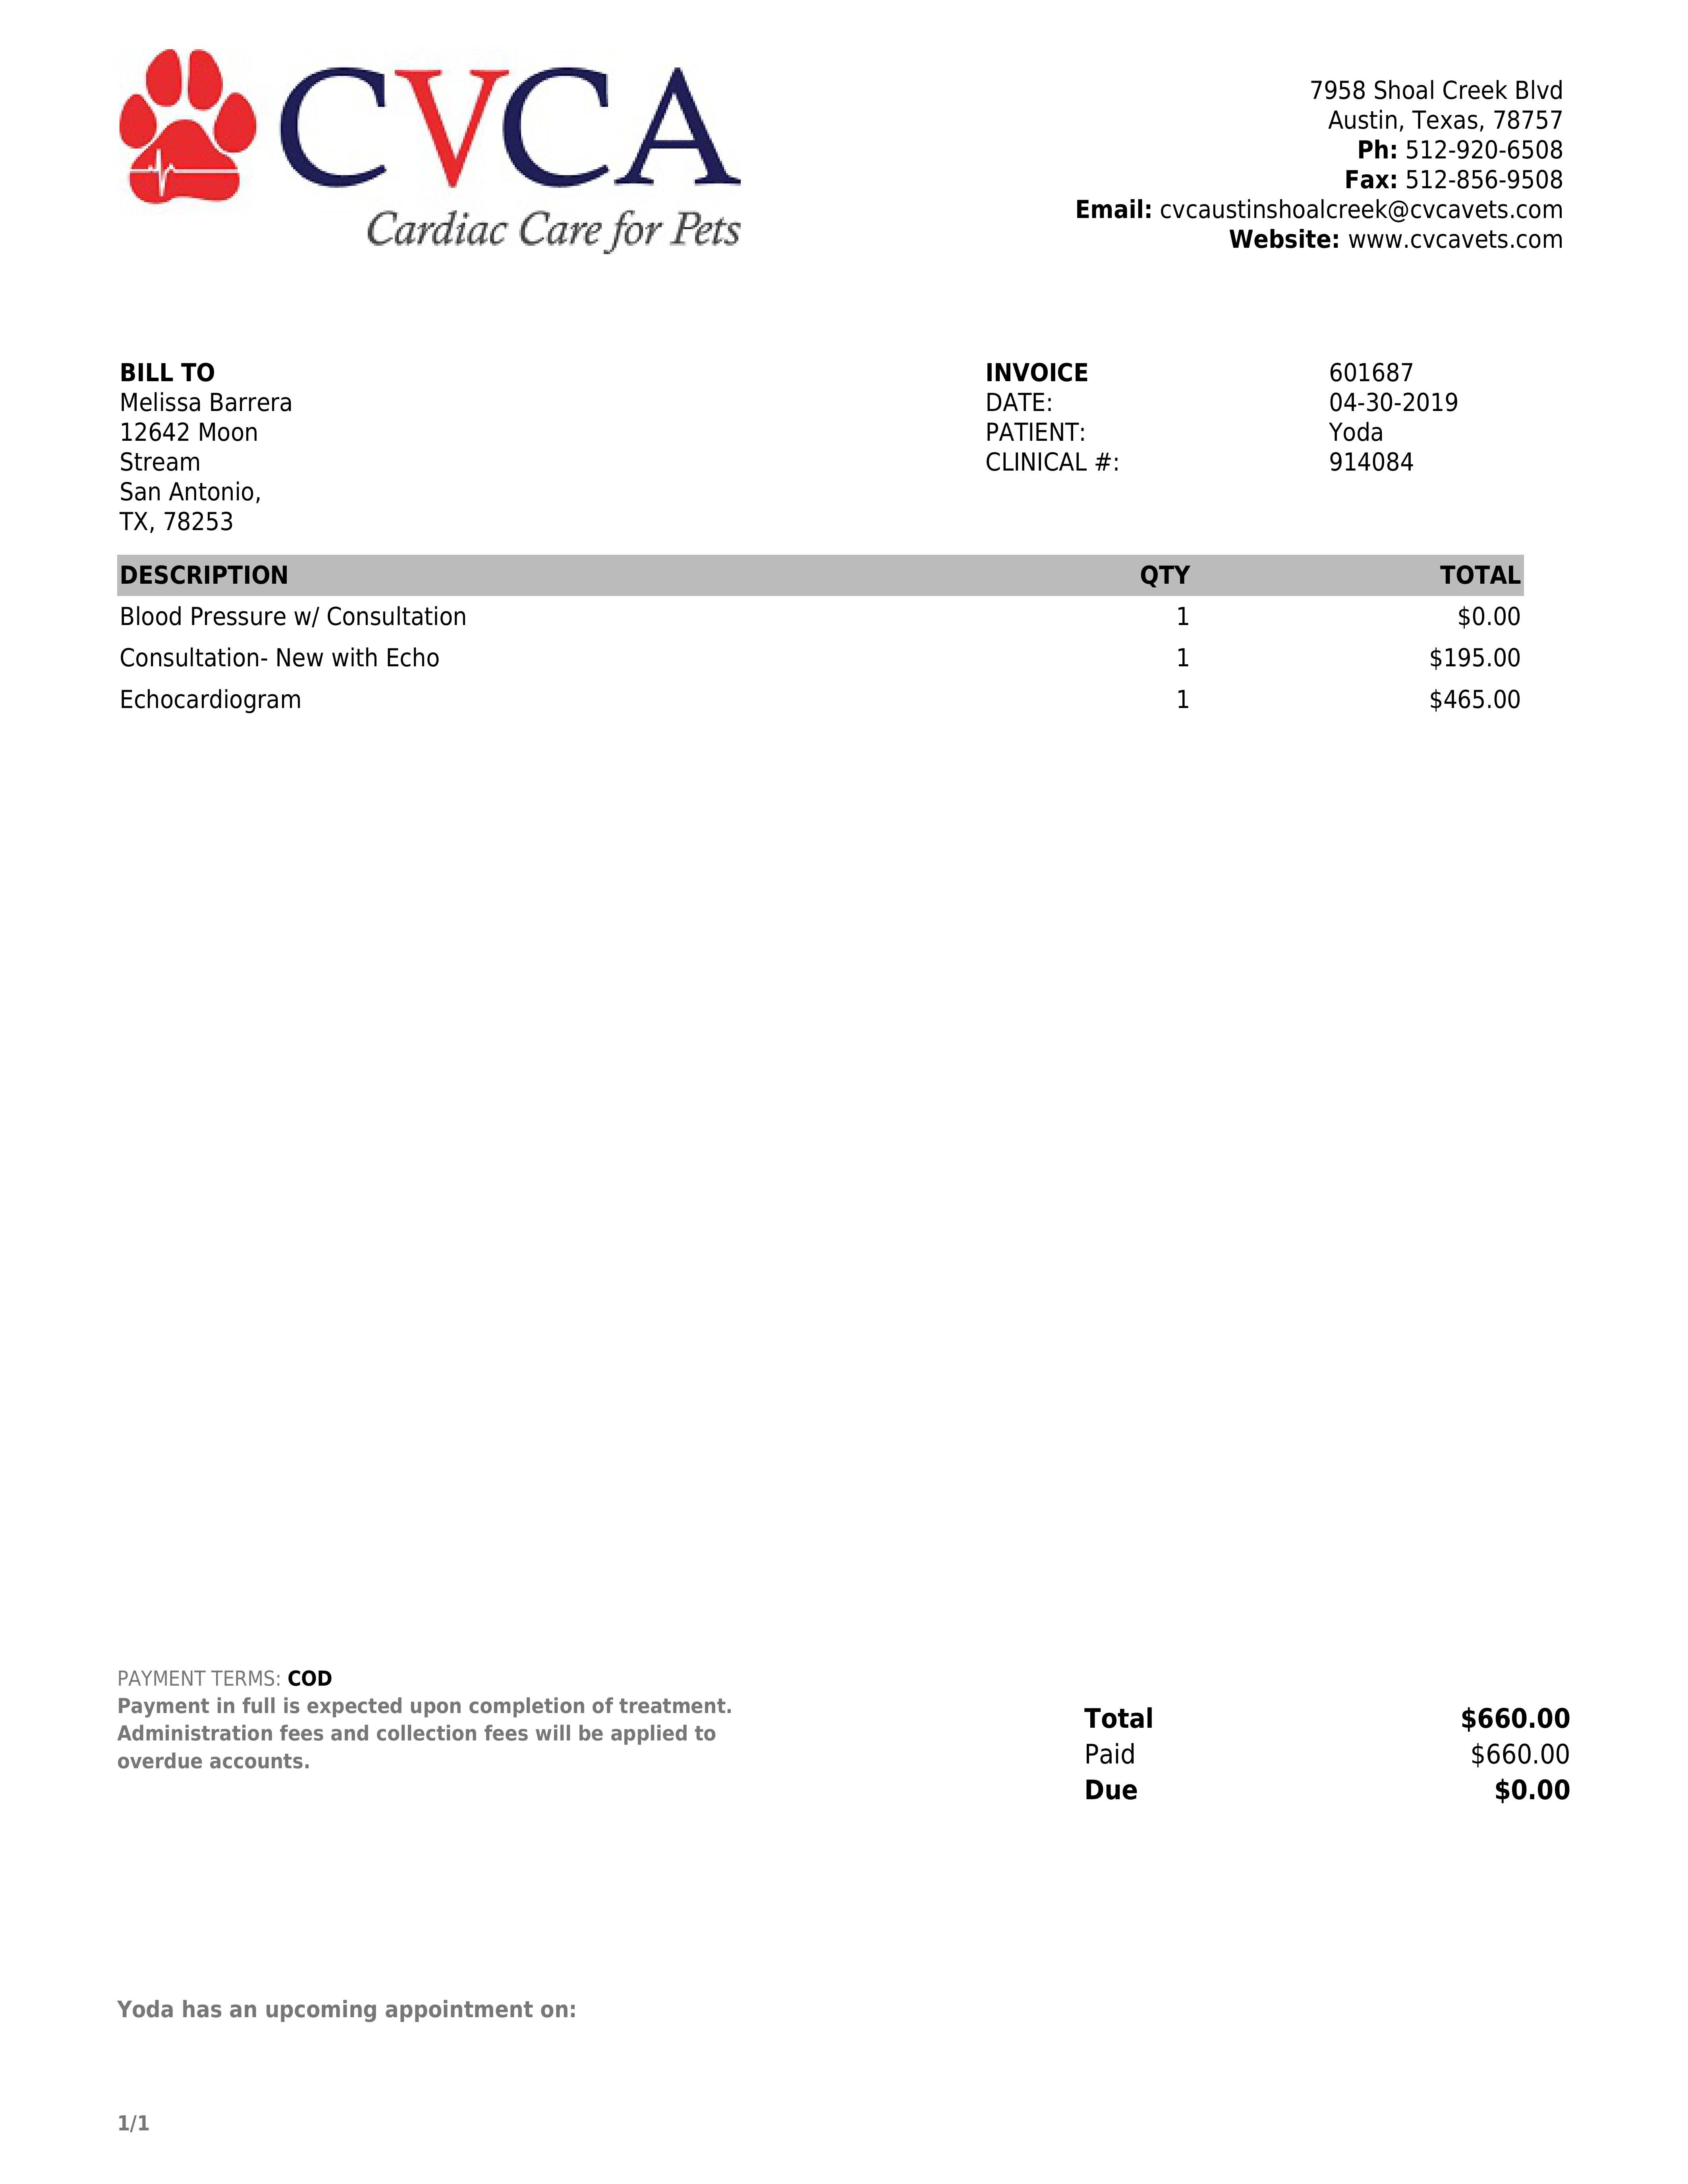 CVCA
Cardiac Care for Pets
7958 Shoal Creek Blvd
Austin, Texas, 78757
Ph: 512-920-6508
Fax: 512-856-9508
Email: cvcaustinshoalcreek@cvcavets.com
Website: www.cvcavets.com
BILL TO
Melissa Barrera
12642 Moon
Stream
San Antonio,
TX, 78253
INVOICE 601687
DATE: 04-30-2019
PATIENT: Yoda
CLINICAL #: 914084
DESCRIPTION QTY TOTAL
Blood Pressure w/ Consultation 1 $0.00
Consultation- New with Echo 1 $195.00
Echocardiogram 1 $465.00
PAYMENT TERMS: COD
Payment in full is expected upon completion of treatment.
Administration fees and collection fees will be applied to
overdue accounts.
Total $660.00
Paid $660.00
Due $0.00
Yoda has an upcoming appointment on:
1/1